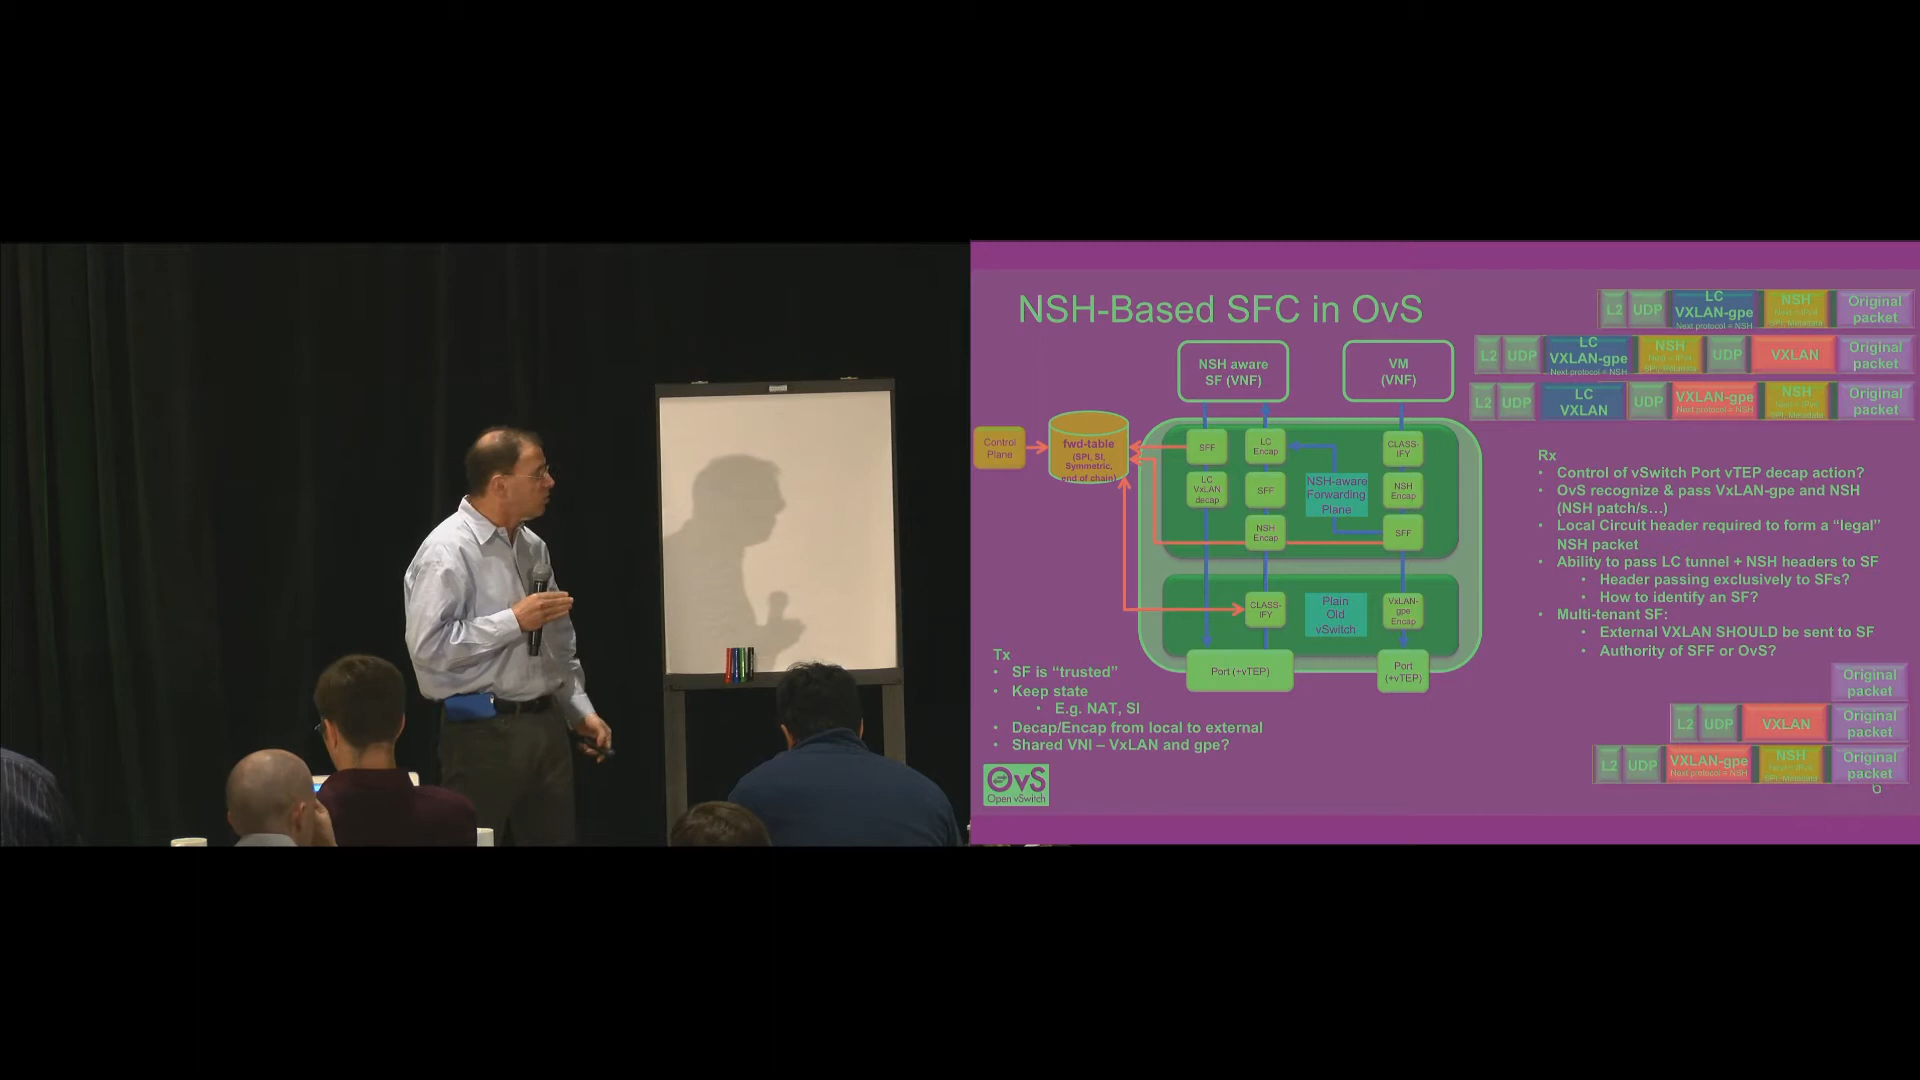 NSH-Based SFC in OvS
L2 UDP LC VXLAN-gpe Next protocol = NSH NSH Original packet
L2 UDP LC VXLAN-gpe Next protocol = NSH NSH UDP VXLAN Original packet
L2 UDP LC VXLAN UDP VXLAN-gpe Next protocol = NSH NSH Original packet
NSH aware
SF (VNF)
VM
(VNF)
Control
Plane
fwd-table
(SPI, SI,
Symmetric,
end of chain)
SFF
LC
VxLAN
decap
LC
Encap
SFF
NSH
Encap
NSH-aware
Forwarding
Plane
CLASS-
IFY
NSH
Encap
SFF
CLASS-
IFY
Plain
Old
vSwitch
VxLAN-
gpe
Encap
Port (+vTEP)
Port
(+vTEP)
Rx
• Control of vSwitch Port vTEP decap action?
• OvS recognize & pass VxLAN-gpe and NSH
(NSH patch/s…)
• Local Circuit header required to form a “legal”
NSH packet
• Ability to pass LC tunnel + NSH headers to SF
• Header passing exclusively to SFs?
• How to identify an SF?
• Multi-tenant SF:
• External VXLAN SHOULD be sent to SF
• Authority of SFF or OvS?
Tx
• SF is “trusted”
• Keep state
• E.g. NAT, SI
• Decap/Encap from local to external
• Shared VNI – VxLAN and gpe?
Original packet
L2 UDP VXLAN Original packet
L2 UDP VXLAN-gpe Next protocol = NSH NSH Original packet
OvS
Open vSwitch